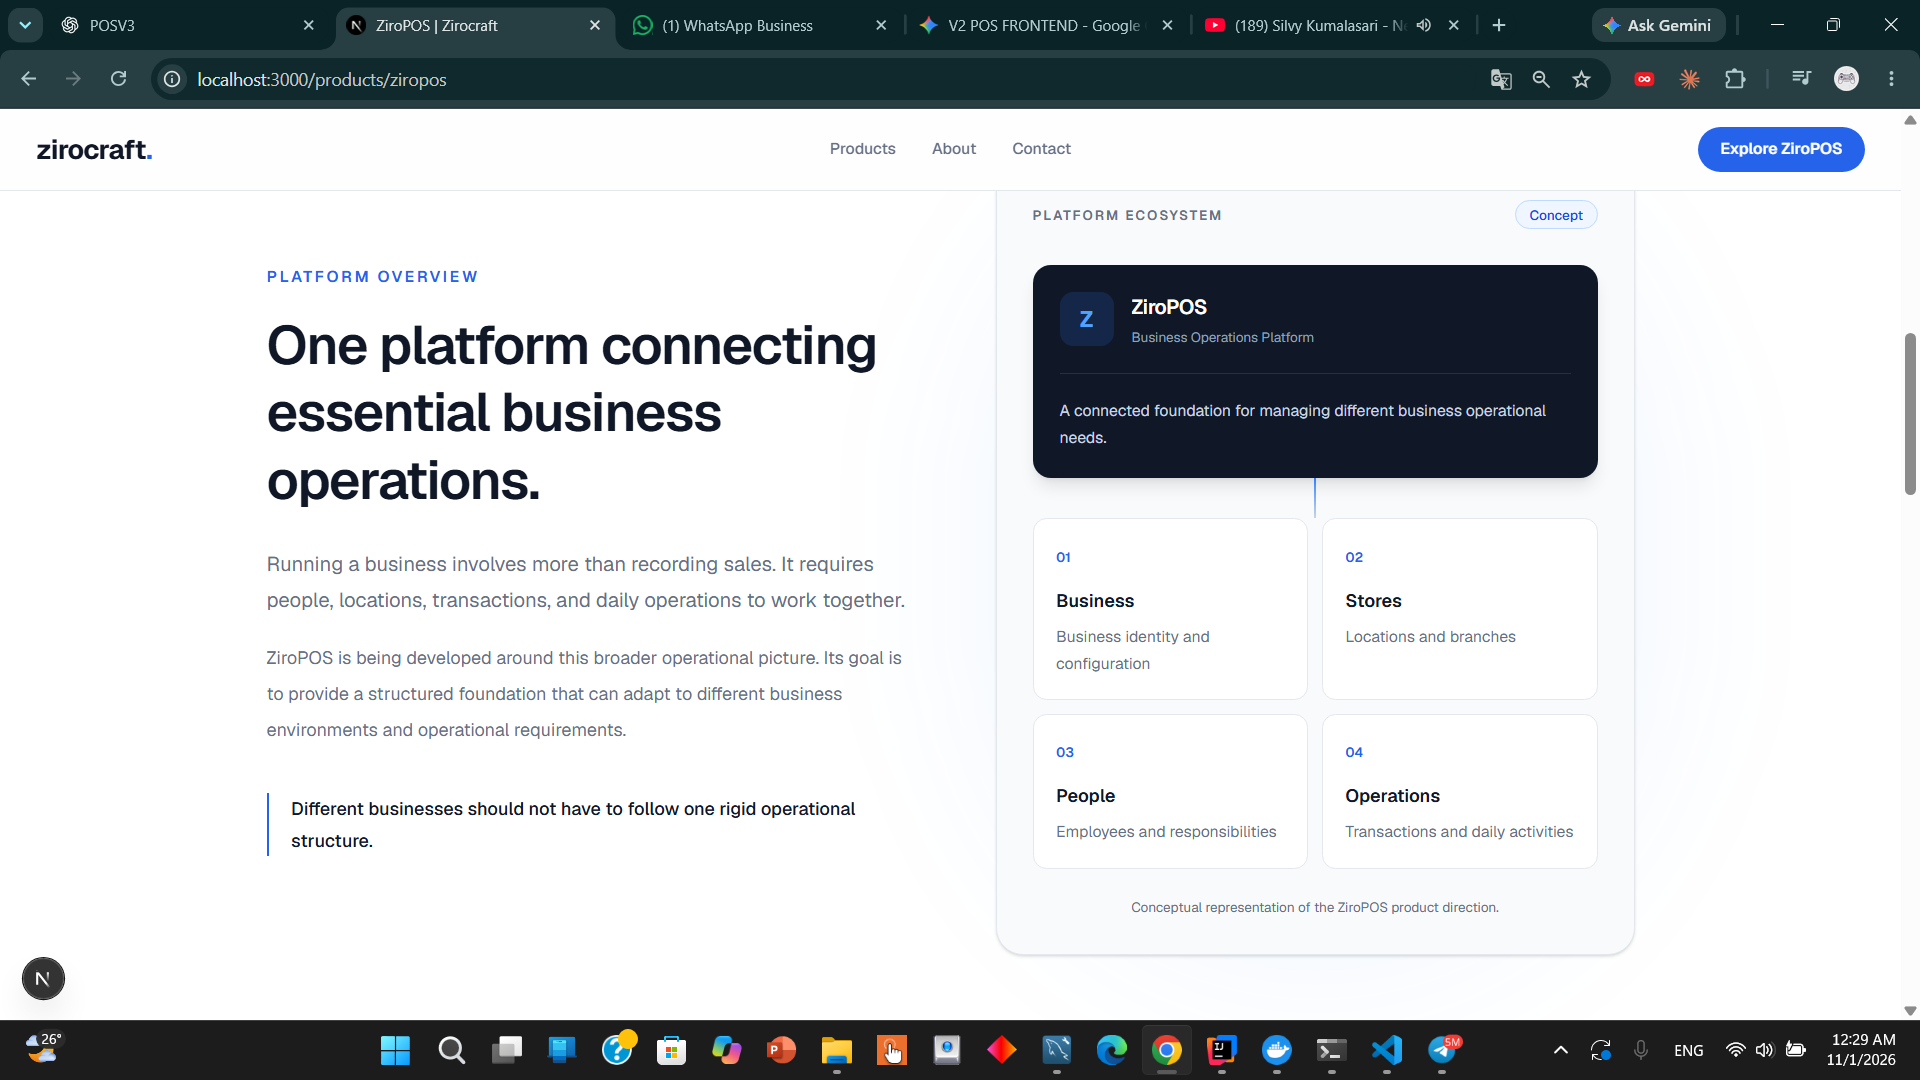 POSV3
ZiroPOS | Zirocraft
(1) WhatsApp Business
V2 POS FRONTEND - Google
(189) Silvy Kumalasari - Ne
Ask Gemini
localhost:3000/products/ziropos
zirocraft.
Products
About
Contact
Explore ZiroPOS
PLATFORM OVERVIEW
One platform connecting
essential business
operations.
Running a business involves more than recording sales. It requires
people, locations, transactions, and daily operations to work together.
ZiroPOS is being developed around this broader operational picture. Its goal is
to provide a structured foundation that can adapt to different business
environments and operational requirements.
Different businesses should not have to follow one rigid operational
structure.
PLATFORM ECOSYSTEM
Concept
Z
ZiroPOS
Business Operations Platform
A connected foundation for managing different business operational
needs.
01
Business
Business identity and
configuration
02
Stores
Locations and branches
03
People
Employees and responsibilities
04
Operations
Transactions and daily activities
Conceptual representation of the ZiroPOS product direction.
N
26°
5M
ENG
12:29 AM
11/1/2026